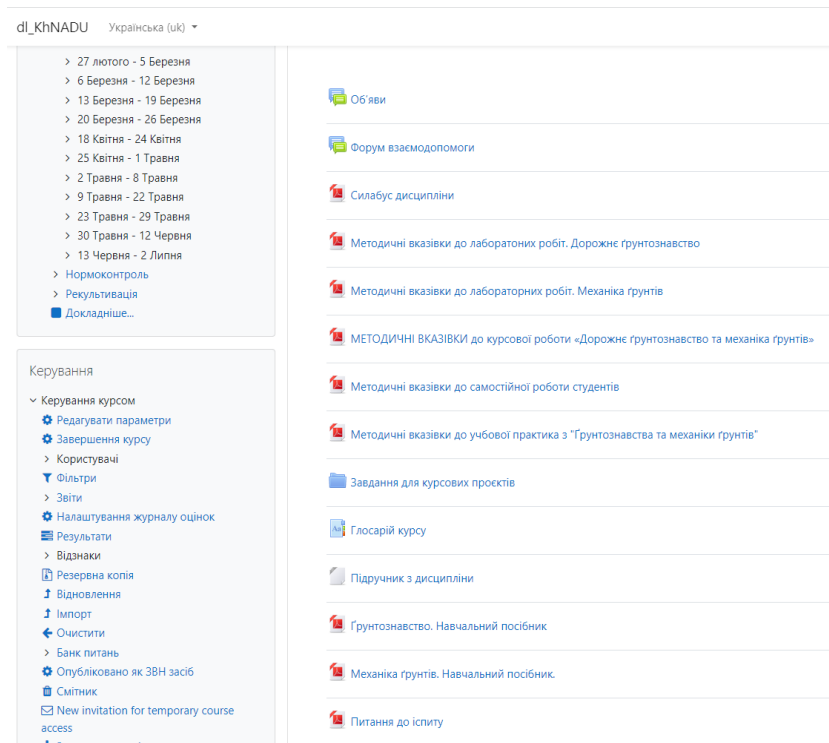 dl_KhNADU Українська (uk)
27 лютого - 5 Березня
6 Березня - 12 Березня
13 Березня - 19 Березня
20 Березня - 26 Березня
18 Квітня - 24 Квітня
25 Квітня - 1 Травня
2 Травня - 8 Травня
9 Травня - 22 Травня
23 Травня - 29 Травня
30 Травня - 12 Червня
13 Червня - 2 Липня
Нормоконтроль
Рекультивація
Докладніше...
Керування
Керування курсом
Редагувати параметри
Завершення курсу
Користувачі
Фільтри
Звіти
Налаштування журналу оцінок
Результати
Відзнаки
Резервна копія
Відновлення
Імпорт
Очистити
Банк питань
Опубліковано як ЗВН засіб
Смітник
New invitation for temporary course
access
Об'яви
Форум взаємодопомоги
Силабус дисципліни
Методичні вказівки до лаборатоних робіт. Дорожнє ґрунтознавство
Методичні вказівки до лабораторних робіт. Механіка ґрунтів
МЕТОДИЧНІ ВКАЗІВКИ до курсової роботи «Дорожнє ґрунтознавство та механіка ґрунтів»
Методичні вказівки до самостійної роботи студентів
Методичні вказівки до учбової практика з "Ґрунтознавства та механіки ґрунтів"
Завдання для курсових проєктів
Глосарій курсу
Підручник з дисципліни
Ґрунтознавство. Навчальний посібник
Механіка ґрунтів. Навчальний посібник.
Питання до іспиту